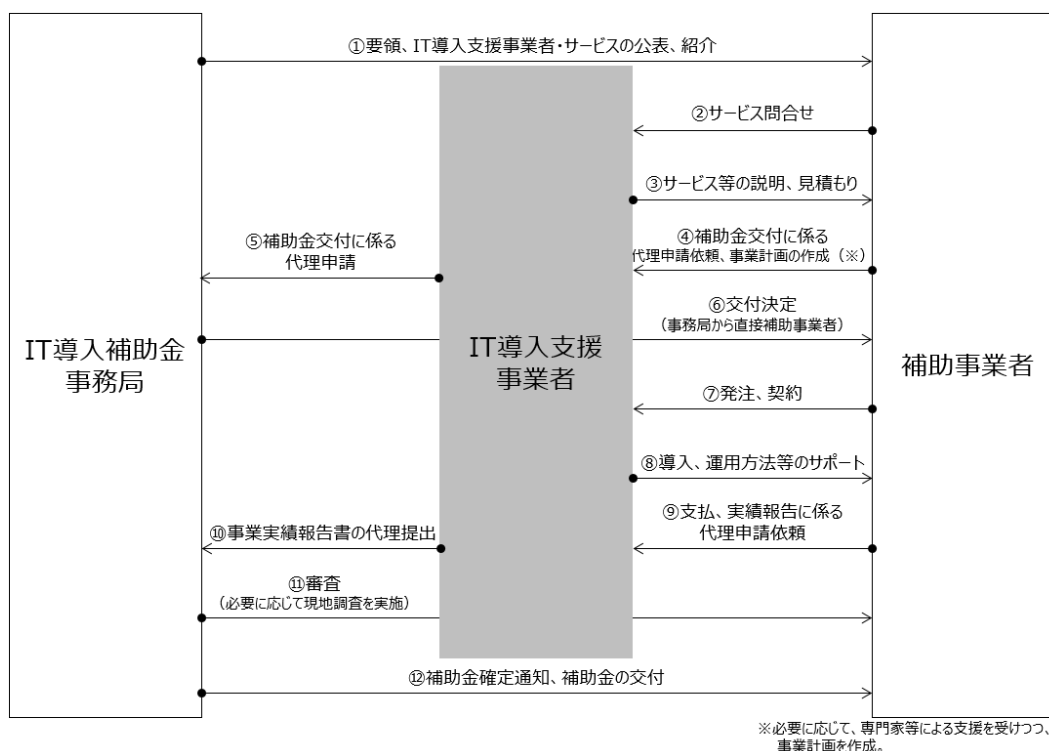 ①要領、IT導入支援事業者・サービスの公表、紹介
②サービス問合せ
③サービス等の説明、見積もり
④補助金交付に係る
代理申請依頼、事業計画の作成（※）
⑤補助金交付に係る
代理申請
⑥交付決定
（事務局から直接補助事業者）
IT導入補助金
事務局
IT導入支援
事業者
補助事業者
⑦発注、契約
⑧導入、運用方法等のサポート
⑨支払、実績報告に係る
代理申請依頼
⑩事業実績報告書の代理提出
⑪審査
（必要に応じて現地調査を実施）
⑫補助金確定通知、補助金の交付
※必要に応じて、専門家等による支援を受けつつ、
事業計画を作成。